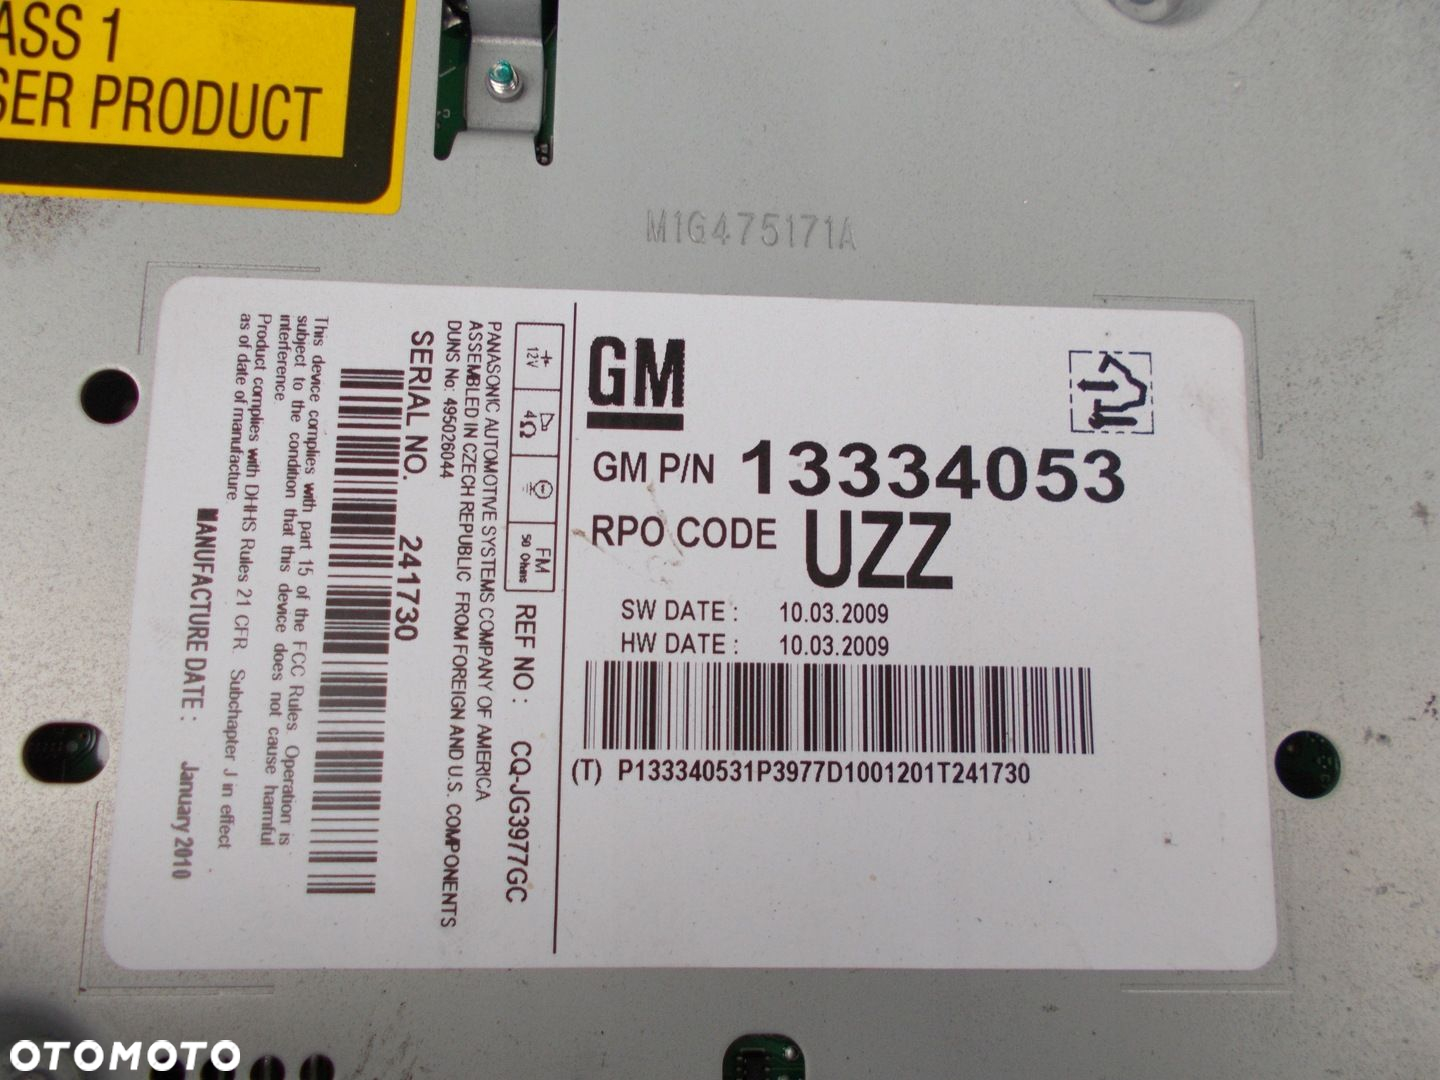 ASS 1
SER PRODUCT
M1G475171A
GM
GM P/N 13334053
RPO CODE UZZ
SW DATE : 10.03.2009
HW DATE : 10.03.2009
(T) P133340531P3977D1001201T241730
12V
4Ω
FM
50 Ohms
REF NO : CQ-JG3977GC
PANASONIC AUTOMOTIVE SYSTEMS COMPANY OF AMERICA
ASSEMBLED IN CZECH REPUBLIC FROM FOREIGN AND U.S. COMPONENTS
DUNS No: 495026044
SERIAL NO. 241730
This device complies with part 15 of the FCC Rules Operation is
subject to the condition that this device does not cause harmful
interference.
Product complies with DHHS Rules 21 CFR. Subchapter J in effect
as of date of manufacture.
MANUFACTURE DATE : January 2010
OTOMOTO